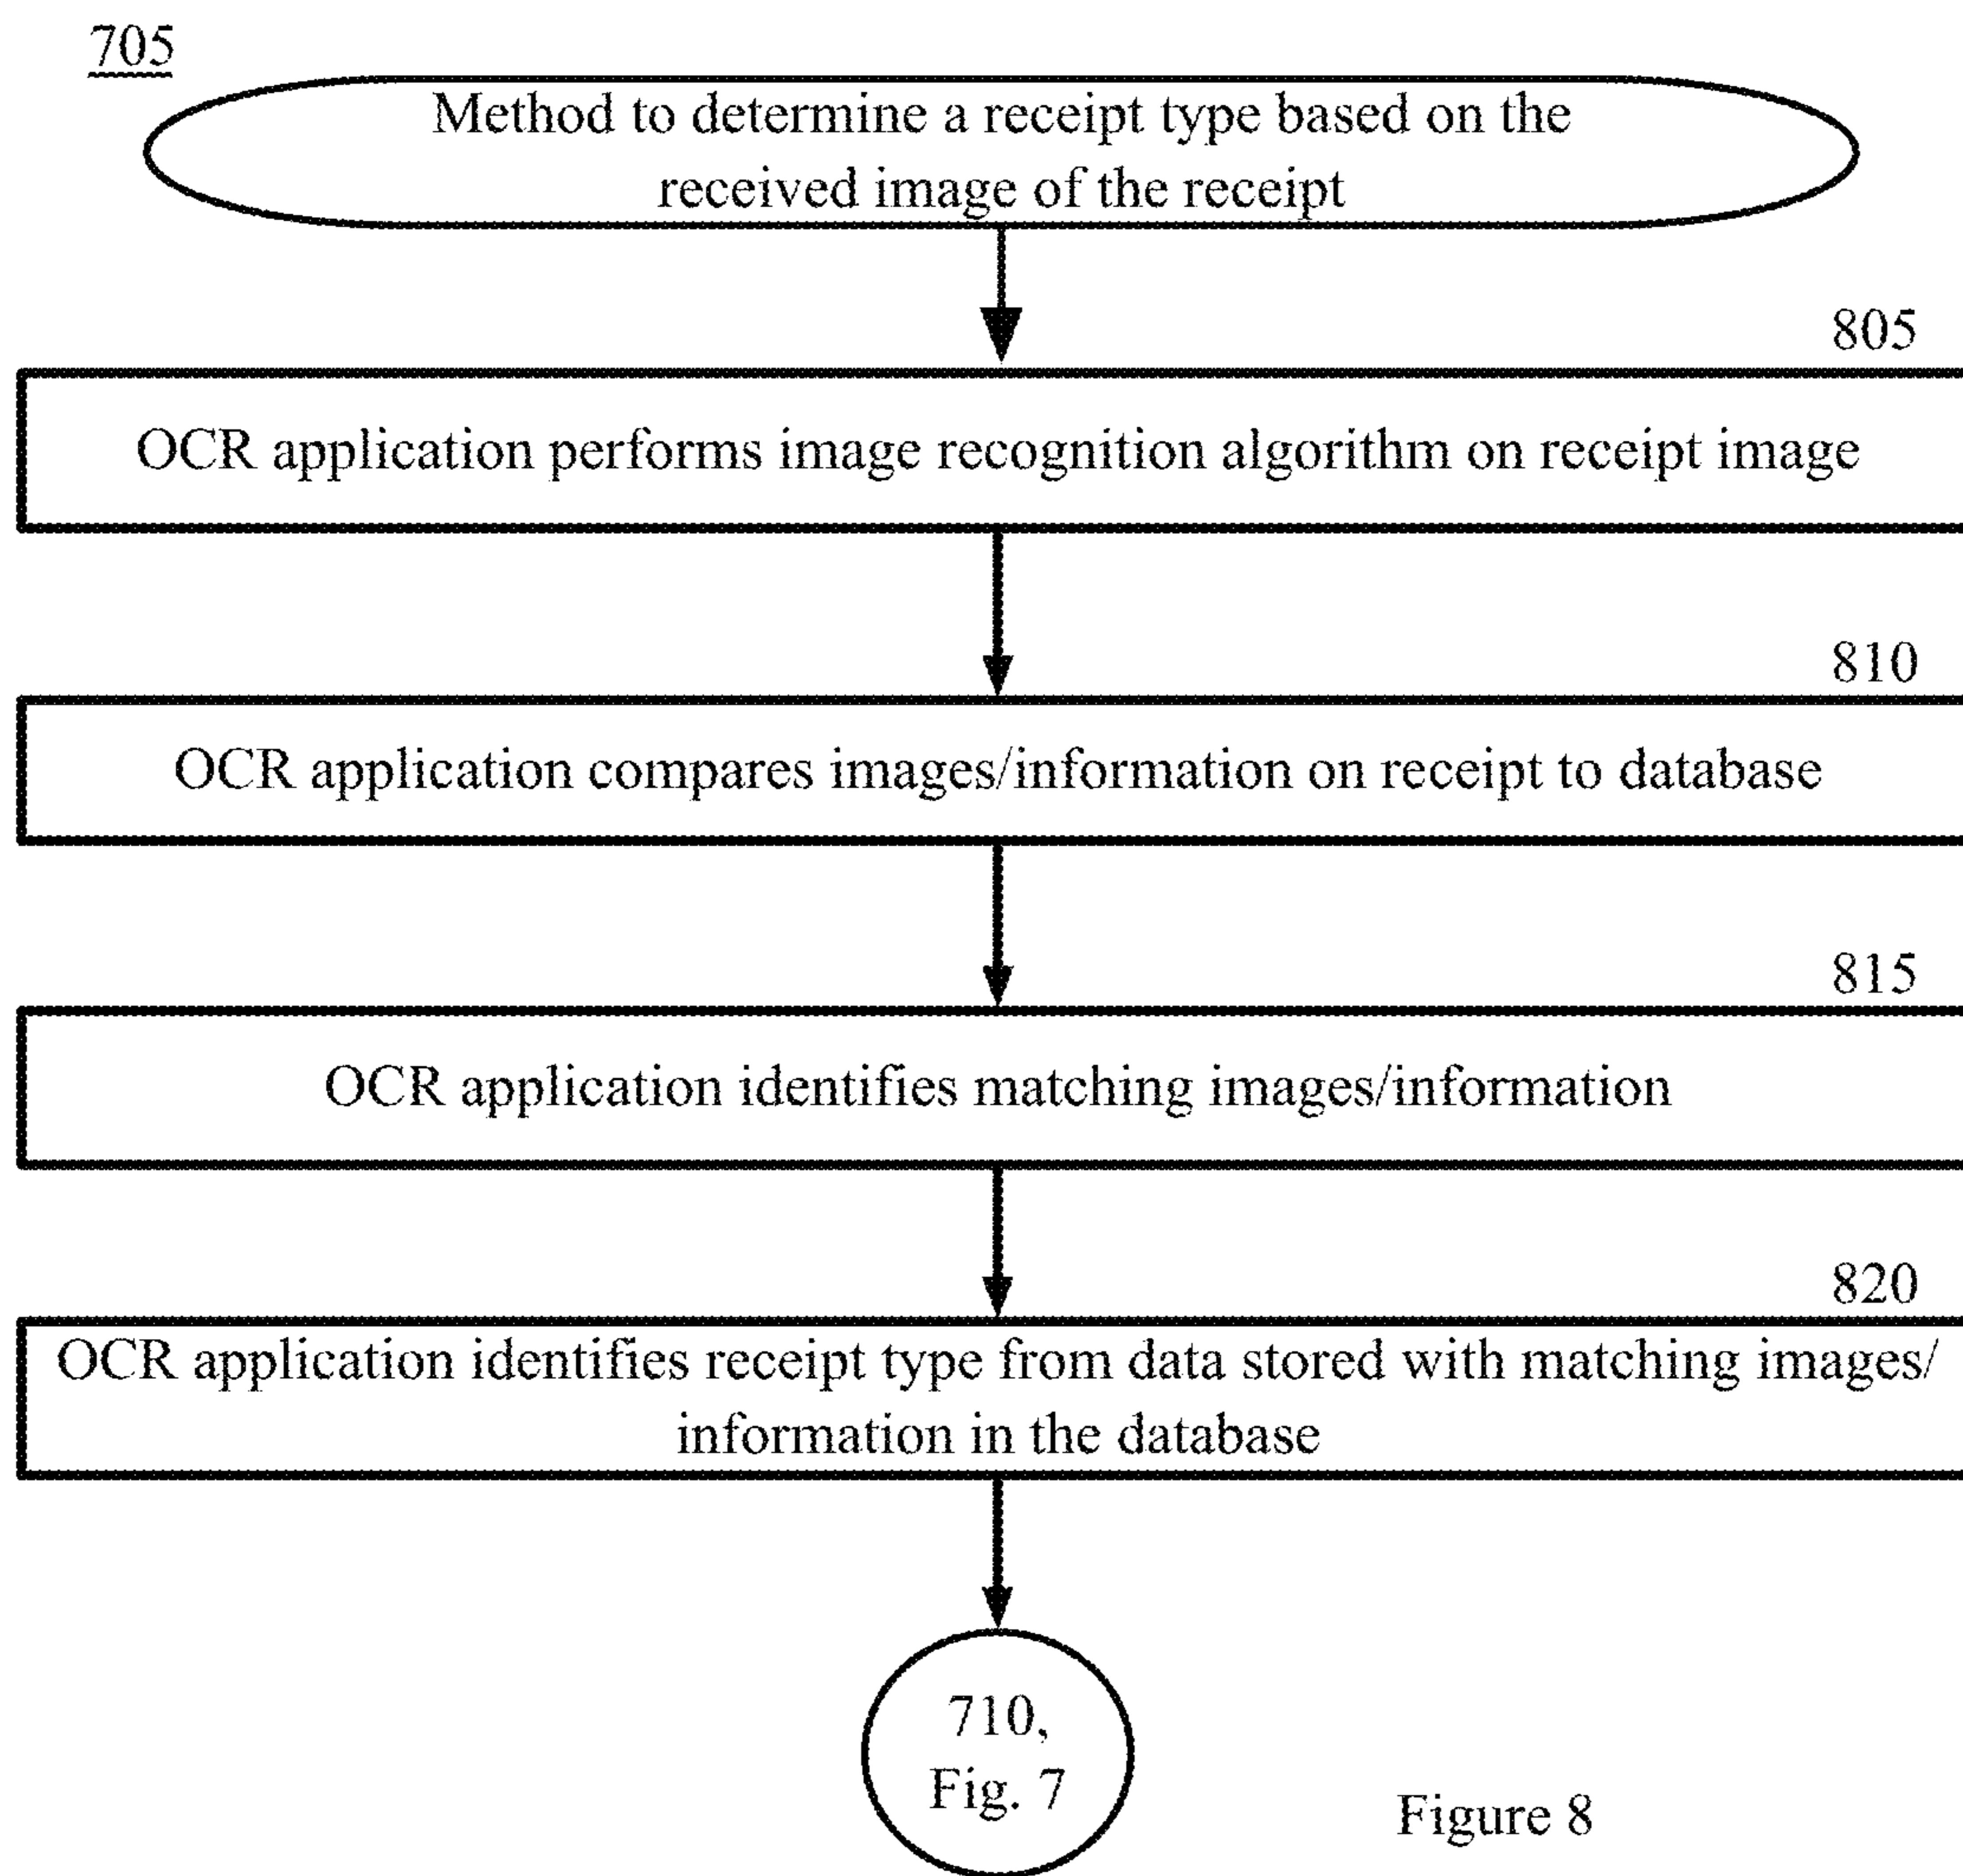 705
Method to determine a receipt type based on the
received image of the receipt
805
OCR application performs image recognition algorithm on receipt image
810
OCR application compares images/information on receipt to database
815
OCR application identifies matching images/information
820
OCR application identifies receipt type from data stored with matching images/
information in the database
710,
Fig. 7
Figure 8